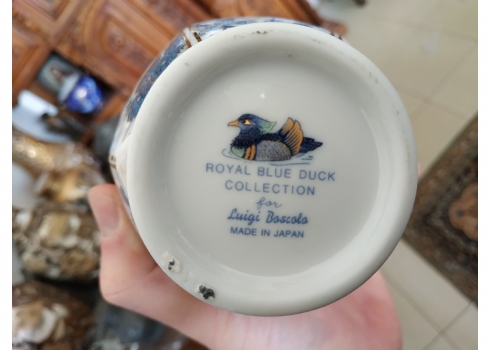 ROYAL BLUE DUCK
COLLECTION
for
Luigi Boscolo
MADE IN JAPAN